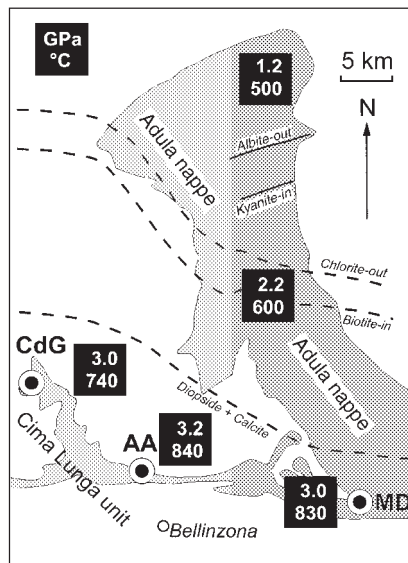 GPa
°C
1.2
500
5 km
N
Adula nappe
Albite-out
Kyanite-in
Chlorite-out
2.2
600
Biotite-in
CdG
3.0
740
Diopside + Calcite
Adula nappe
AA
3.2
840
Cima Lunga unit
3.0
830
MD
Bellinzona